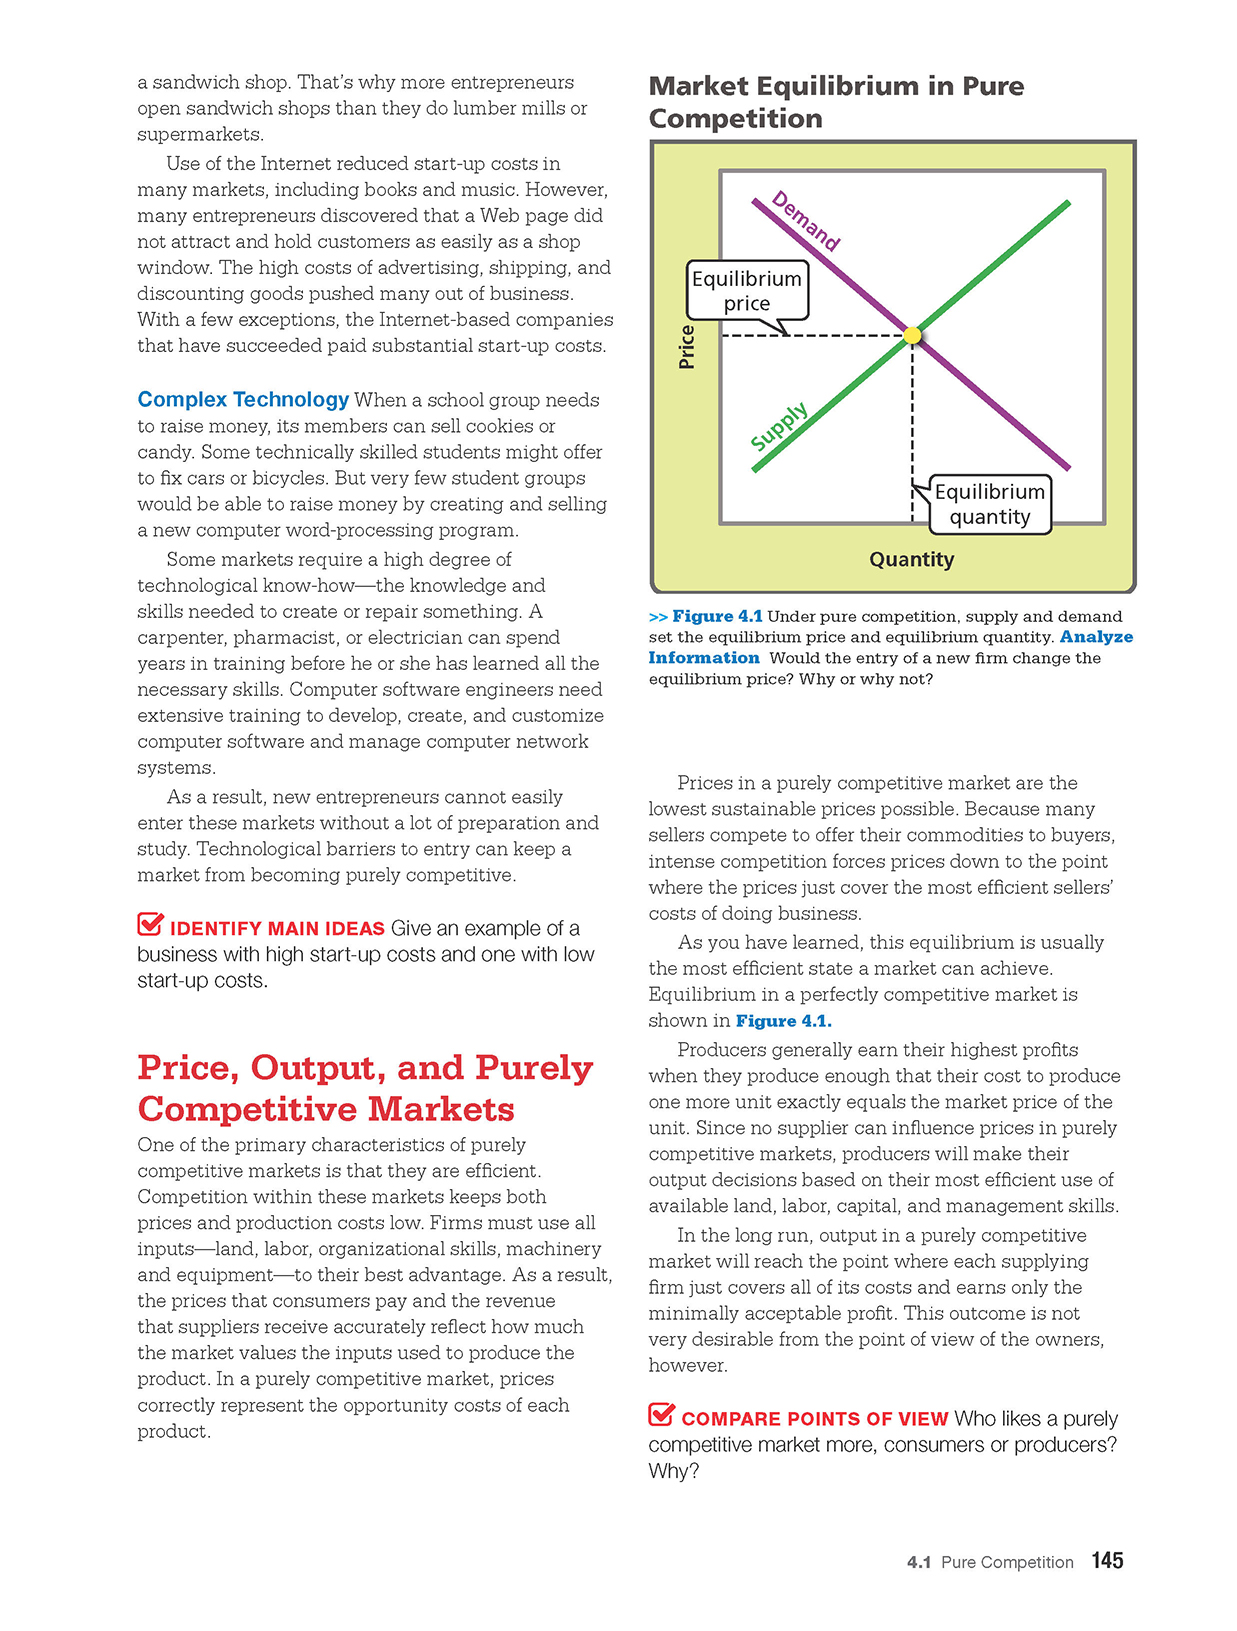 a sandwich shop. That’s why more entrepreneurs
open sandwich shops than they do lumber mills or
supermarkets.
Use of the Internet reduced start-up costs in
many markets, including books and music. However,
many entrepreneurs discovered that a Web page did
not attract and hold customers as easily as a shop
window. The high costs of advertising, shipping, and
discounting goods pushed many out of business.
With a few exceptions, the Internet-based companies
that have succeeded paid substantial start-up costs.
Complex Technology When a school group needs
to raise money, its members can sell cookies or
candy. Some technically skilled students might offer
to fix cars or bicycles. But very few student groups
would be able to raise money by creating and selling
a new computer word-processing program.
Some markets require a high degree of
technological know-how—the knowledge and
skills needed to create or repair something. A
carpenter, pharmacist, or electrician can spend
years in training before he or she has learned all the
necessary skills. Computer software engineers need
extensive training to develop, create, and customize
computer software and manage computer network
systems.
As a result, new entrepreneurs cannot easily
enter these markets without a lot of preparation and
study. Technological barriers to entry can keep a
market from becoming purely competitive.
IDENTIFY MAIN IDEAS Give an example of a
business with high start-up costs and one with low
start-up costs.
Price, Output, and Purely
Competitive Markets
One of the primary characteristics of purely
competitive markets is that they are efficient.
Competition within these markets keeps both
prices and production costs low. Firms must use all
inputs—land, labor, organizational skills, machinery
and equipment—to their best advantage. As a result,
the prices that consumers pay and the revenue
that suppliers receive accurately reflect how much
the market values the inputs used to produce the
product. In a purely competitive market, prices
correctly represent the opportunity costs of each
product.
Market Equilibrium in Pure
Competition
Demand
Equilibrium
price
Price
Supply
Equilibrium
quantity
Quantity
>> Figure 4.1 Under pure competition, supply and demand
set the equilibrium price and equilibrium quantity. Analyze
Information Would the entry of a new firm change the
equilibrium price? Why or why not?
Prices in a purely competitive market are the
lowest sustainable prices possible. Because many
sellers compete to offer their commodities to buyers,
intense competition forces prices down to the point
where the prices just cover the most efficient sellers’
costs of doing business.
As you have learned, this equilibrium is usually
the most efficient state a market can achieve.
Equilibrium in a perfectly competitive market is
shown in Figure 4.1.
Producers generally earn their highest profits
when they produce enough that their cost to produce
one more unit exactly equals the market price of the
unit. Since no supplier can influence prices in purely
competitive markets, producers will make their
output decisions based on their most efficient use of
available land, labor, capital, and management skills.
In the long run, output in a purely competitive
market will reach the point where each supplying
firm just covers all of its costs and earns only the
minimally acceptable profit. This outcome is not
very desirable from the point of view of the owners,
however.
COMPARE POINTS OF VIEW Who likes a purely
competitive market more, consumers or producers?
Why?
4.1 Pure Competition 145